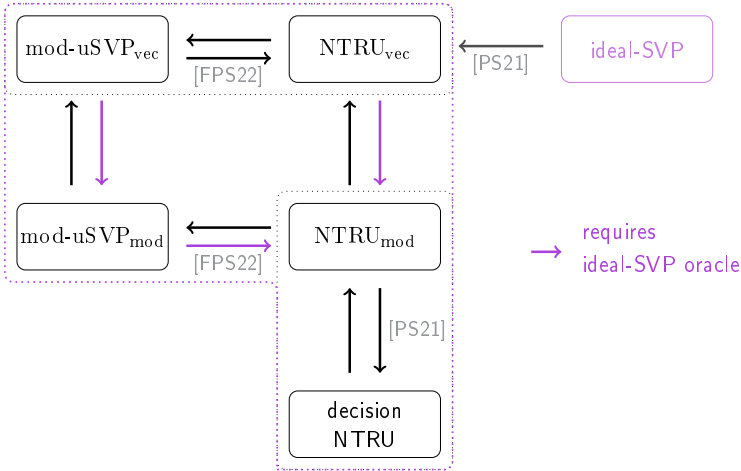 mod-uSVP_vec
NTRU_vec
ideal-SVP
[FPS22]
[PS21]
mod-uSVP_mod
NTRU_mod
requires
ideal-SVP oracle
[FPS22]
[PS21]
decision
NTRU